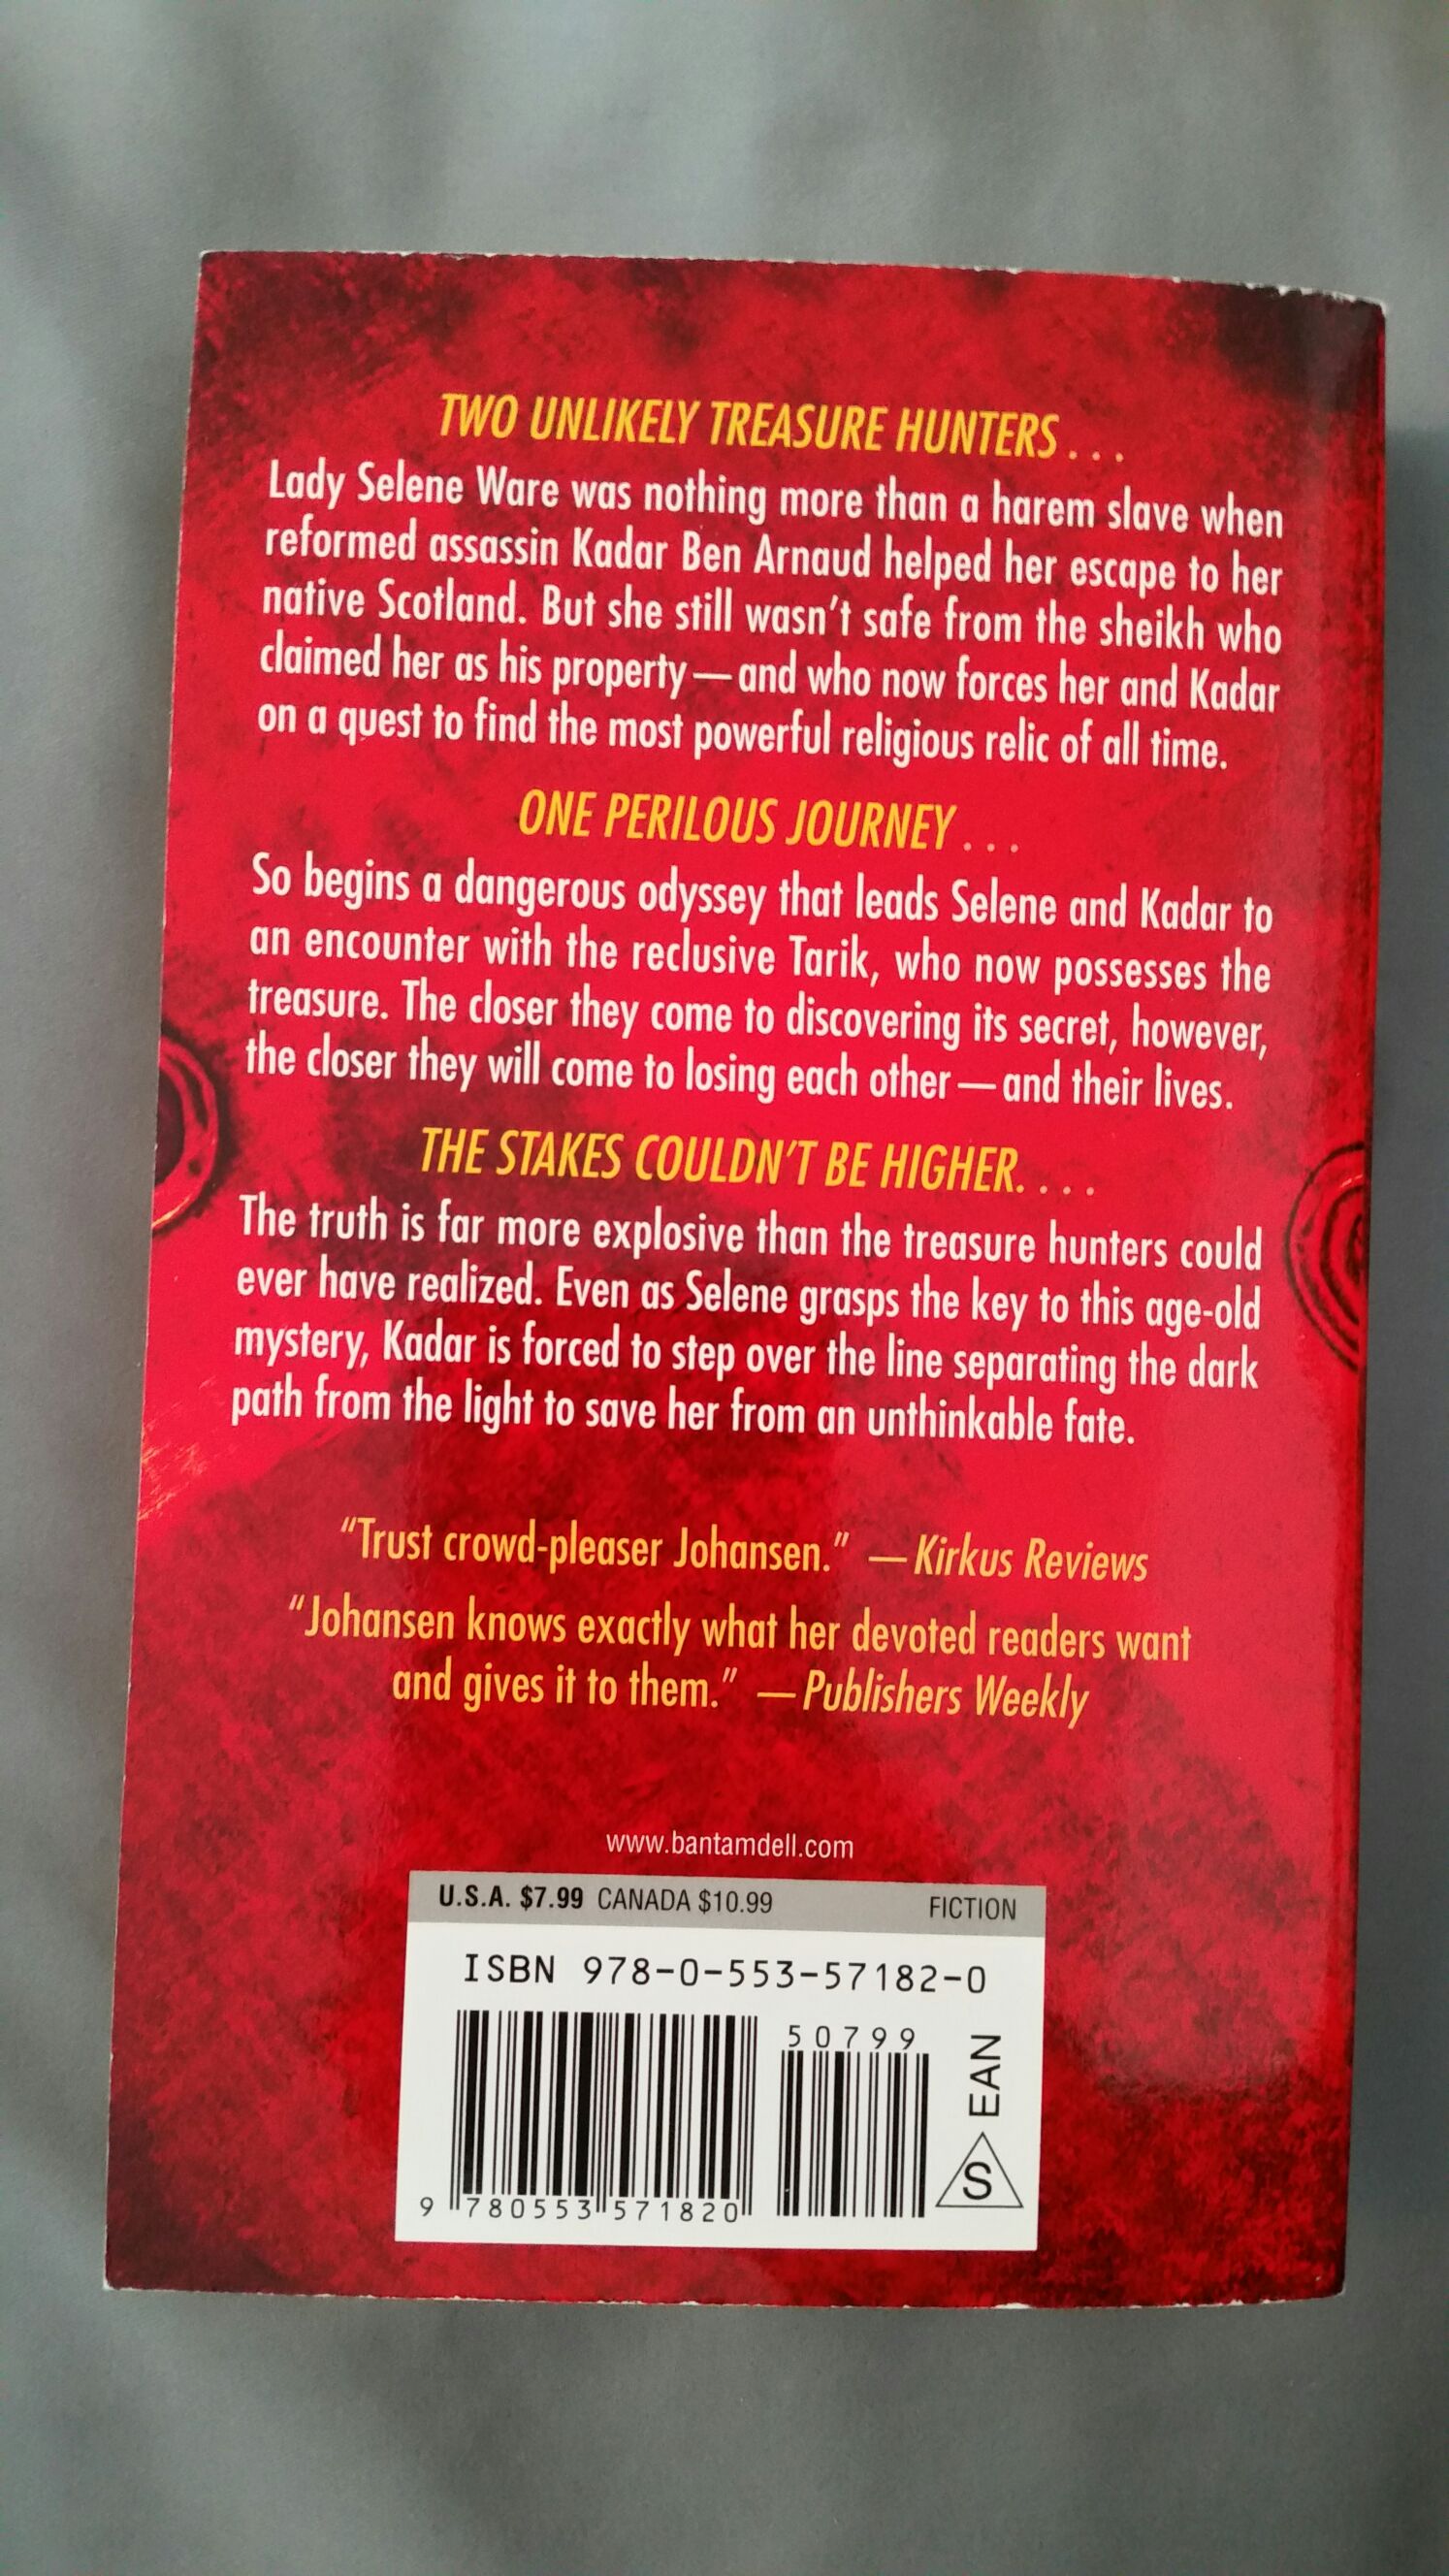 TWO UNLIKELY TREASURE HUNTERS . . .
Lady Selene Ware was nothing more than a harem slave when
reformed assassin Kadar Ben Arnaud helped her escape to her
native Scotland. But she still wasn't safe from the sheikh who
claimed her as his property—and who now forces her and Kadar
on a quest to find the most powerful religious relic of all time.
ONE PERILOUS JOURNEY . . .
So begins a dangerous odyssey that leads Selene and Kadar to
an encounter with the reclusive Tarik, who now possesses the
treasure. The closer they come to discovering its secret, however,
the closer they will come to losing each other—and their lives.
THE STAKES COULDN'T BE HIGHER. . . .
The truth is far more explosive than the treasure hunters could
ever have realized. Even as Selene grasps the key to this age-old
mystery, Kadar is forced to step over the line separating the dark
path from the light to save her from an unthinkable fate.
"Trust crowd-pleaser Johansen." —Kirkus Reviews
"Johansen knows exactly what her devoted readers want
and gives it to them." —Publishers Weekly
www.bantamdell.com
U.S.A. $7.99 CANADA $10.99 FICTION
ISBN 978-0-553-57182-0
50799
9 780553 571820
S EAN